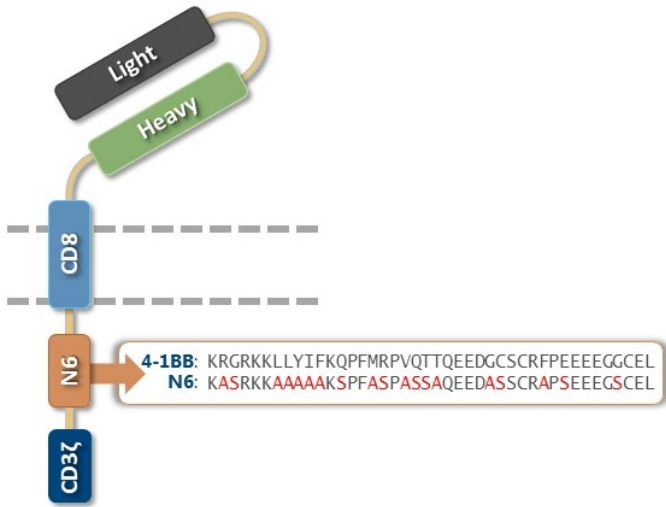 Light
Heavy
CD8
N6
4-1BB: KRGRKKLLYIFKQPFMRPVQTTQEEDGCSCRFPEEEEGGCEL
N6: KASRKKAAAAAKSPFASPASSAQEEDASSCRAPSEEEGSCEL
CD3ζ